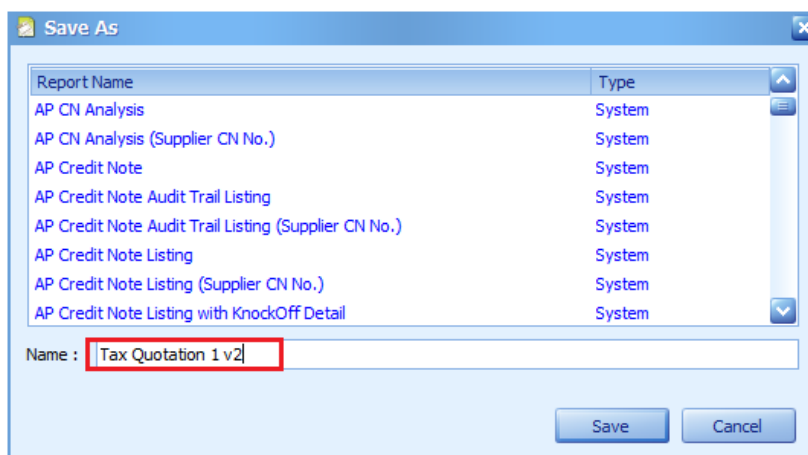 Save As
Report Name Type
AP CN Analysis System
AP CN Analysis (Supplier CN No.) System
AP Credit Note System
AP Credit Note Audit Trail Listing System
AP Credit Note Audit Trail Listing (Supplier CN No.) System
AP Credit Note Listing System
AP Credit Note Listing (Supplier CN No.) System
AP Credit Note Listing with KnockOff Detail System
Name : Tax Quotation 1 v2
Save Cancel